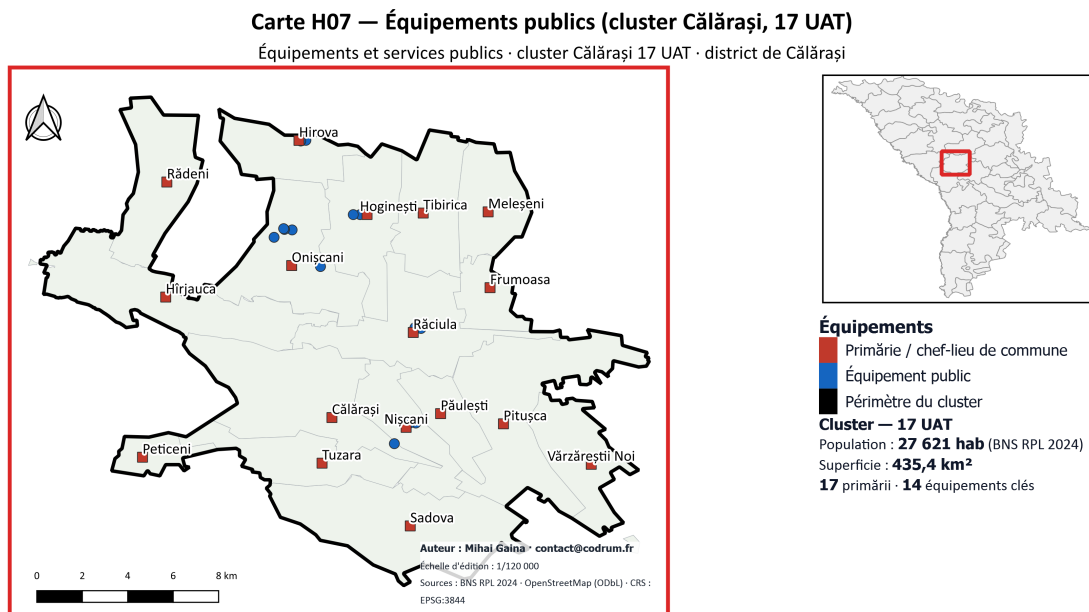 Carte H07 — Équipements publics (cluster Călărași, 17 UAT)
Équipements et services publics · cluster Călărași 17 UAT · district de Călărași
Hirova
Rădeni
Hoginești
Țibirica
Meleșeni
Onișcani
Frumoasa
Hîrjauca
Răciula
Călărași
Nișcani
Păulești
Pitușca
Peticeni
Tuzara
Vărzăreștii Noi
Sadova
Équipements
Primărie / chef-lieu de commune
Équipement public
Périmètre du cluster
Cluster — 17 UAT
Population : 27 621 hab (BNS RPL 2024)
Superficie : 435,4 km²
17 primării · 14 équipements clés
Auteur : Mihai Gaina · contact@codrum.fr
Échelle d'édition : 1/120 000
Sources : BNS RPL 2024 · OpenStreetMap (ODbL) · CRS :
EPSG:3844
0 2 4 6 8 km